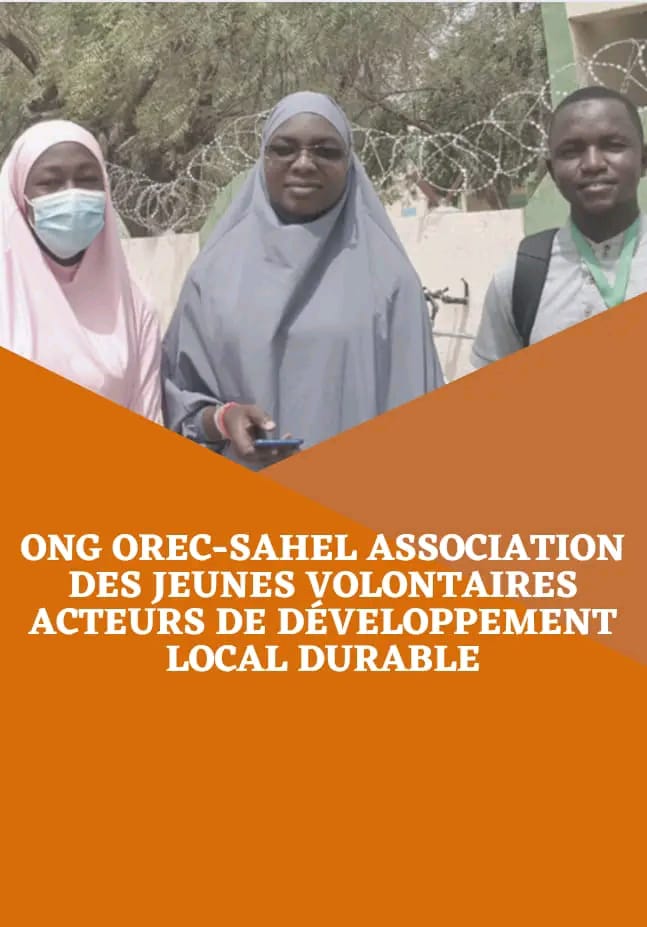 ONG OREC-SAHEL ASSOCIATION
DES JEUNES VOLONTAIRES
ACTEURS DE DÉVELOPPEMENT
LOCAL DURABLE